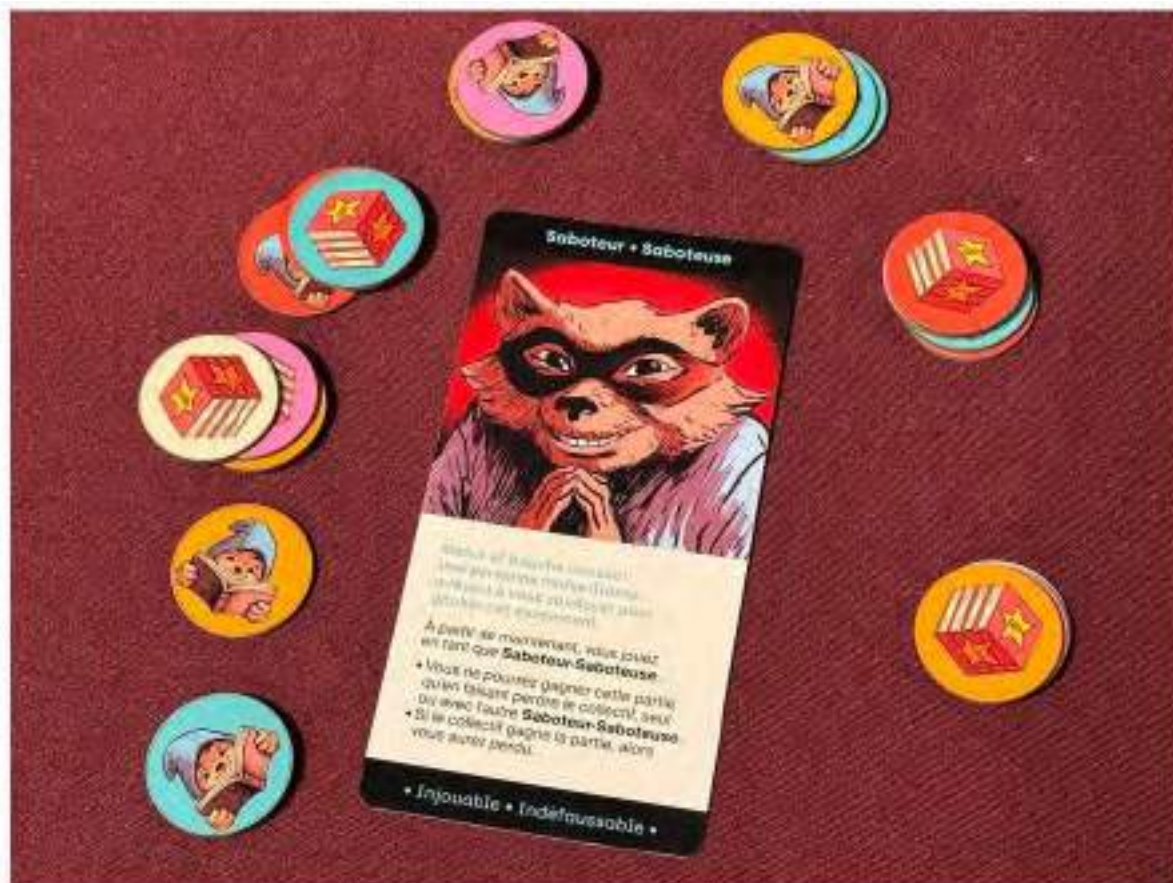 Saboteur • Saboteuse
À partir de maintenant, vous jouez
en tant que Saboteur-Saboteuse.
• Vous ne pourrez gagner cette partie
qu'en faisant perdre le collectif, seul
ou avec l'autre Saboteur-Saboteuse.
• Si le collectif gagne la partie, alors
vous aurez perdu.
• Injouable • Indéfaussable •